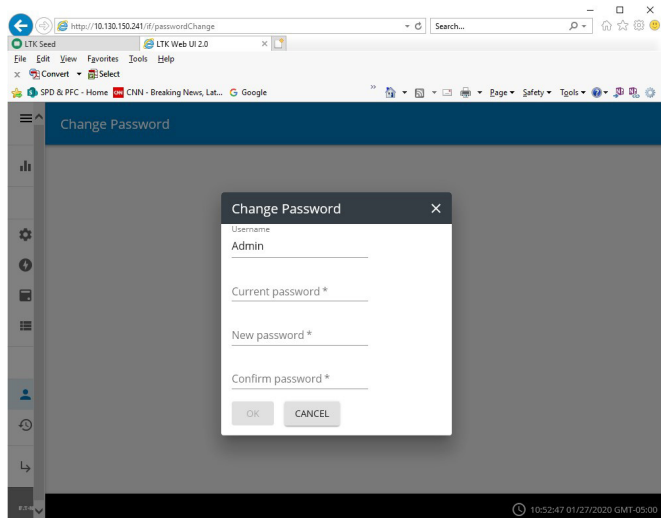 http://10.130.150.241/if/passwordChange
Search...
LTK Seed
LTK Web UI 2.0
File Edit View Favorites Tools Help
x Convert Select
SPD & PFC - Home CNN - Breaking News, Lat... Google
Page Safety Tools
Change Password
Change Password
Username
Admin
Current password *
New password *
Confirm password *
OK CANCEL
10:52:47 01/27/2020 GMT-05:00